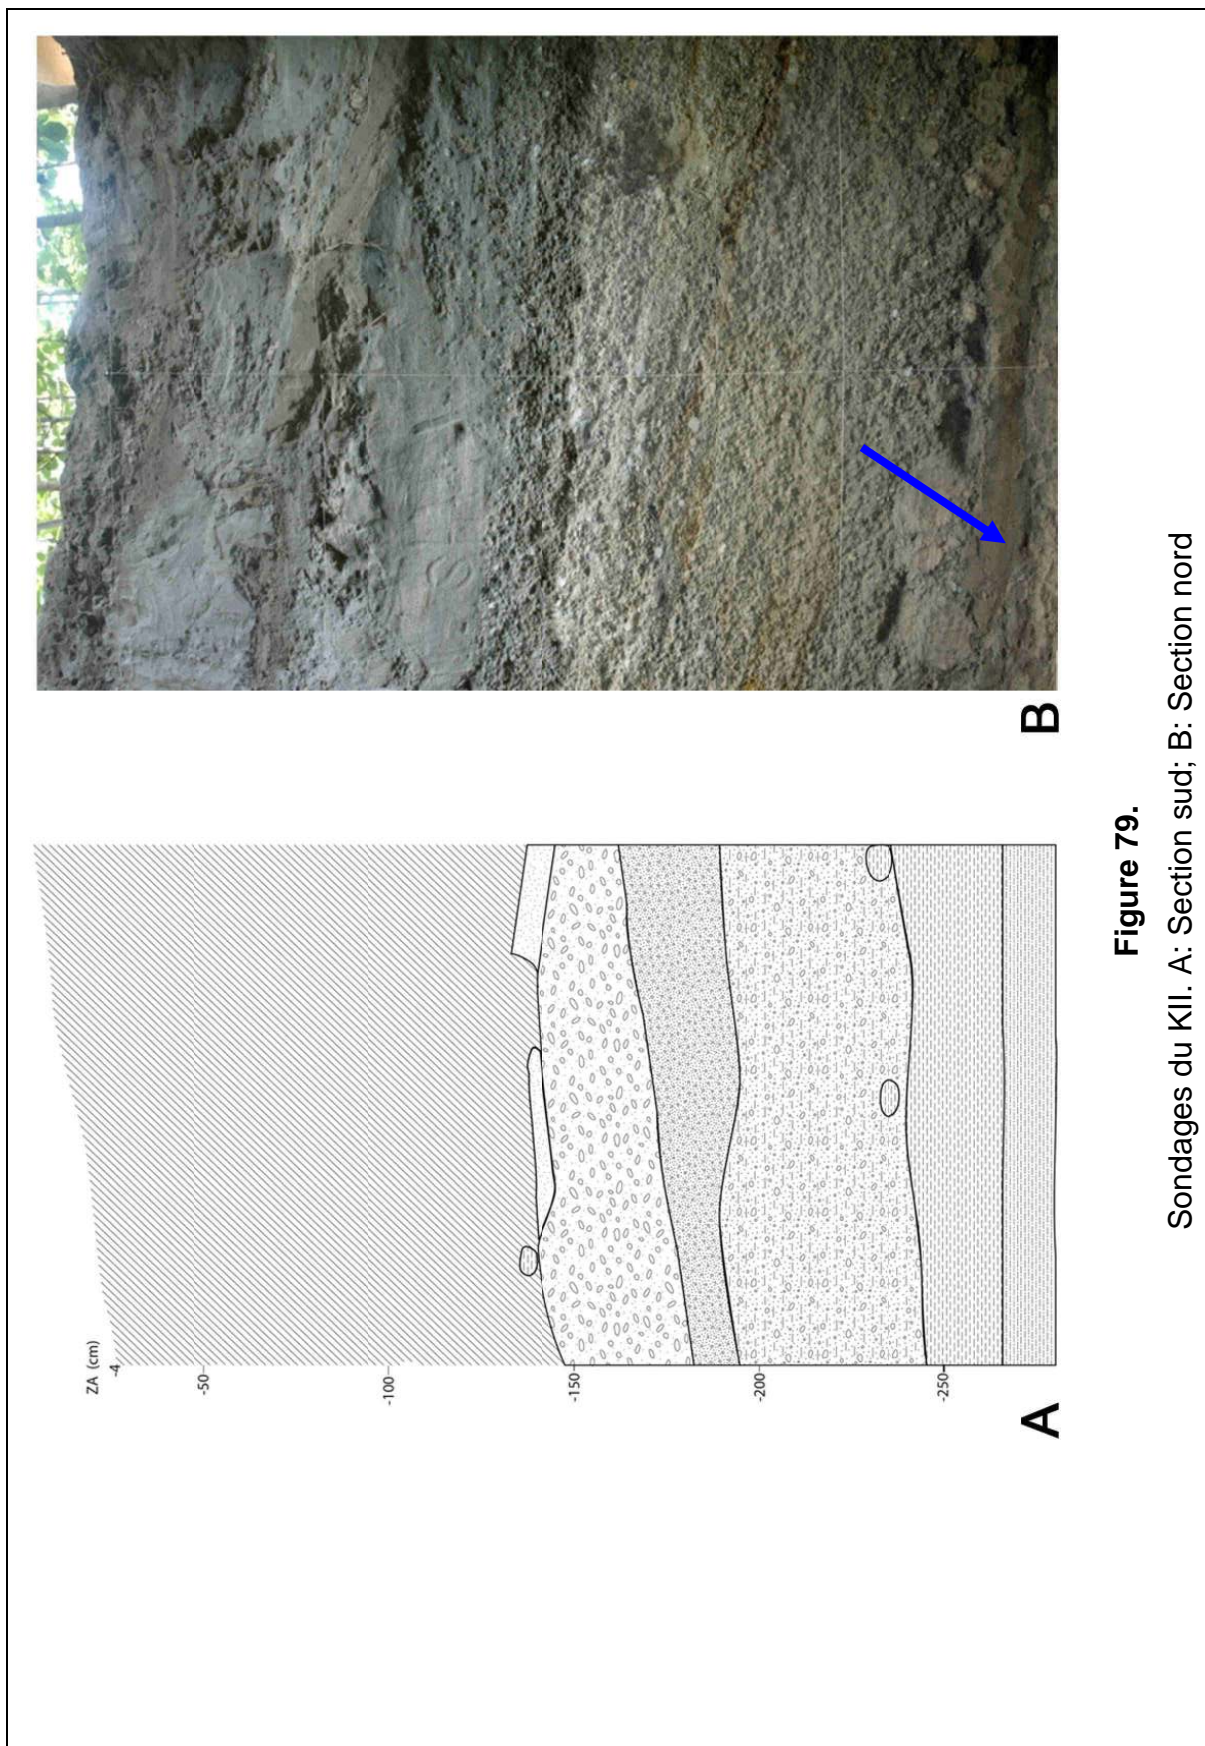 ZA (cm)
-4
-50
-100
-150
-200
-250
A
B
Figure 79.
Sondages du KII. A: Section sud; B: Section nord